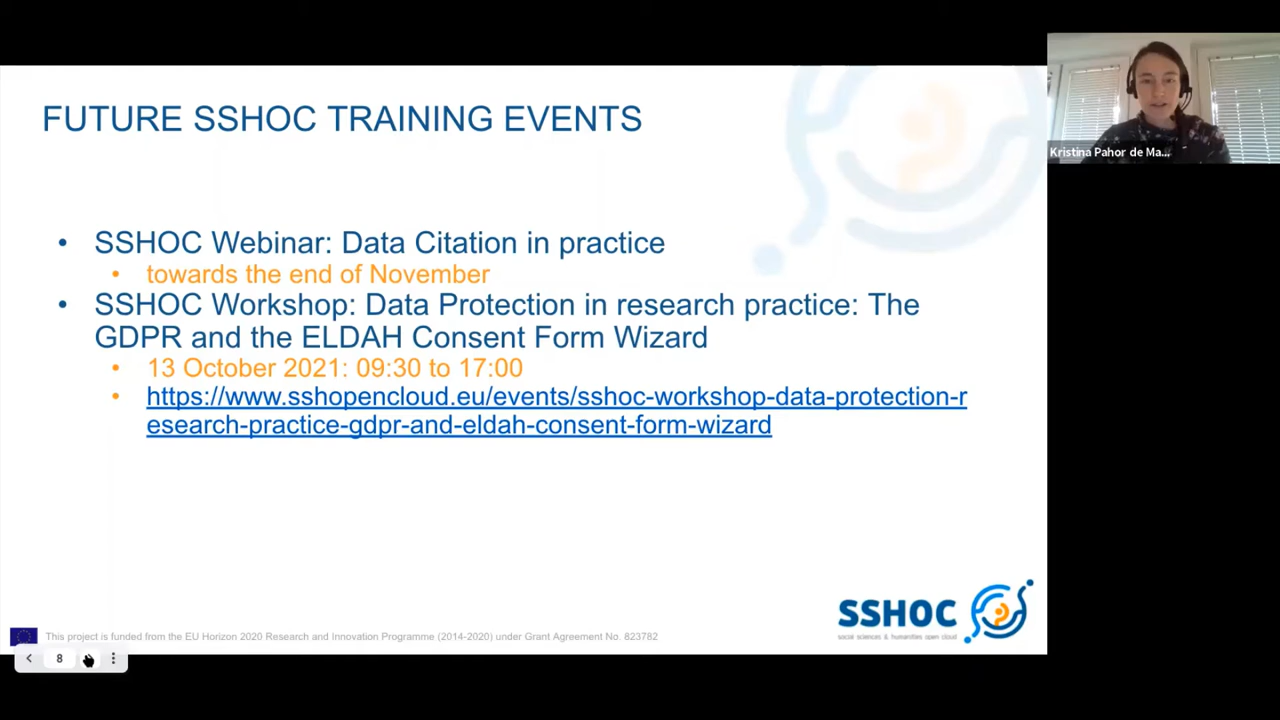 FUTURE SSHOC TRAINING EVENTS
Kristina Pahor de Ma...
• SSHOC Webinar: Data Citation in practice
• towards the end of November
• SSHOC Workshop: Data Protection in research practice: The
GDPR and the ELDAH Consent Form Wizard
• 13 October 2021: 09:30 to 17:00
• https://www.sshopencloud.eu/events/sshoc-workshop-data-protection-r
esearch-practice-gdpr-and-eldah-consent-form-wizard
SSHOC
social sciences & humanities open cloud
This project is funded from the EU Horizon 2020 Research and Innovation Programme (2014-2020) under Grant Agreement No. 823782
8